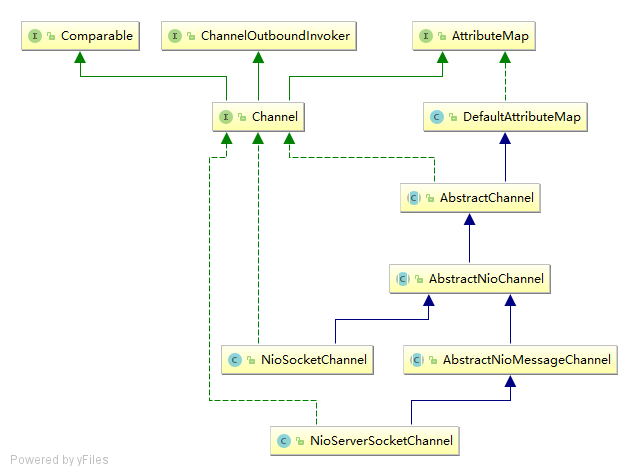 Comparable
ChannelOutboundInvoker
AttributeMap
Channel
DefaultAttributeMap
AbstractChannel
AbstractNioChannel
NioSocketChannel
AbstractNioMessageChannel
NioServerSocketChannel
Powered by yFiles